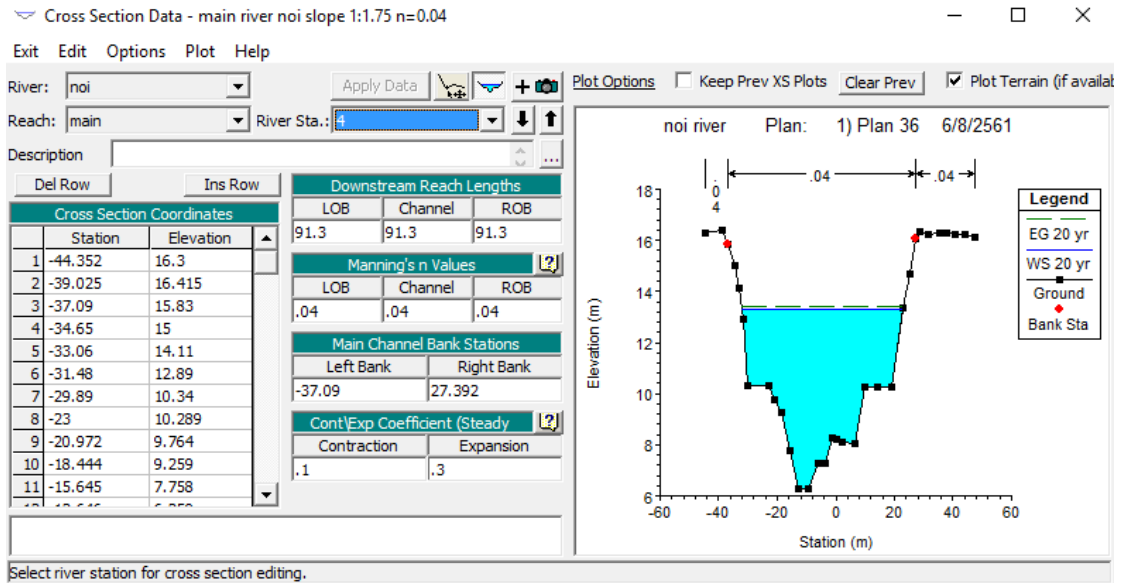 Cross Section Data - main river noi slope 1:1.75 n=0.04
Exit Edit Options Plot Help
River: noi
Apply Data
Reach: main
River Sta.: 4
Description
...
Del Row
Ins Row
Cross Section Coordinates
Station Elevation
1 -44.352 16.3
2 -39.025 16.415
3 -37.09 15.83
4 -34.65 15
5 -33.06 14.11
6 -31.48 12.89
7 -29.89 10.34
8 -23 10.289
9 -20.972 9.764
10 -18.444 9.259
11 -15.645 7.758
Downstream Reach Lengths
LOB Channel ROB
91.3 91.3 91.3
Manning's n Values
LOB Channel ROB
.04 .04 .04
Main Channel Bank Stations
Left Bank Right Bank
-37.09 27.392
Cont\Exp Coefficient (Steady
Contraction Expansion
.1 .3
Select river station for cross section editing.
Plot Options
Keep Prev XS Plots
Clear Prev
Plot Terrain (if availab
noi river Plan: 1) Plan 36 6/8/2561
.04
.04
.04
18
16
14
12
10
8
6
Elevation (m)
-60 -40 -20 0 20 40 60
Station (m)
Legend
EG 20 yr
WS 20 yr
Ground
Bank Sta